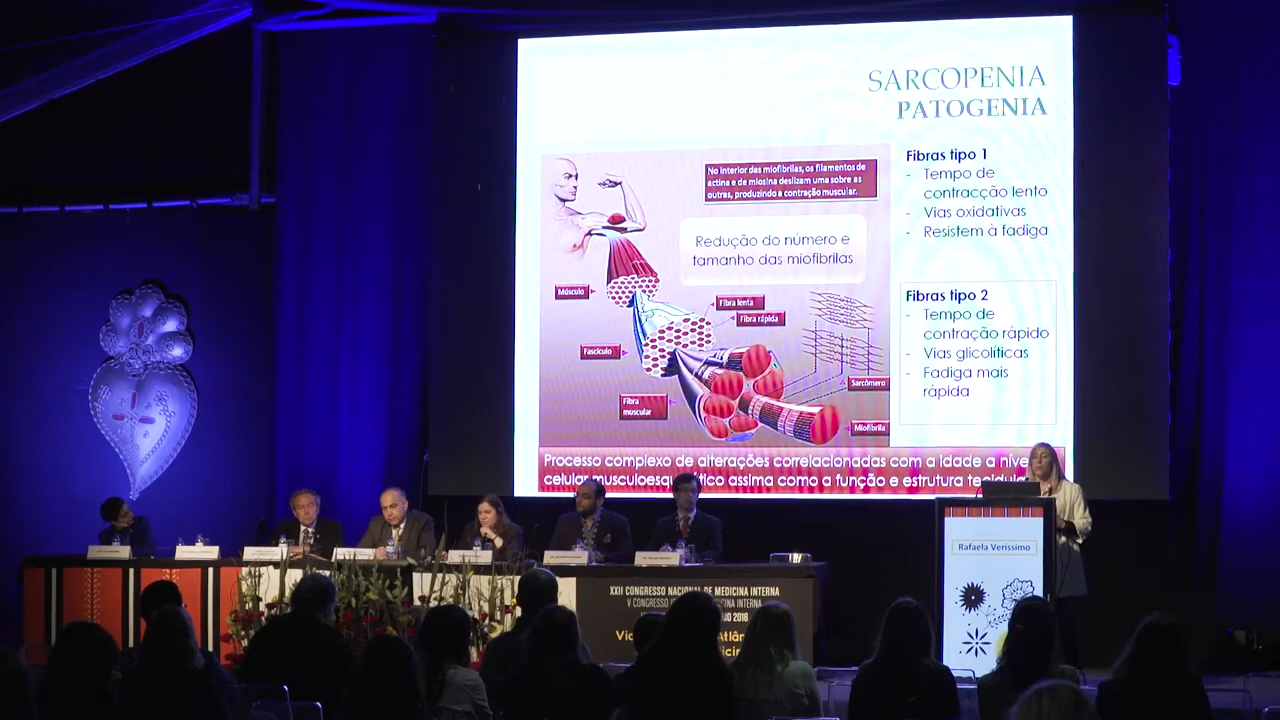 SARCOPENIA
PATOGENIA
No interior das miofibrilas, os filamentos de
actina e de miosina deslizam uma sobre as
outras, produzindo a contração muscular.
Redução do número e
tamanho das miofibrilas
Músculo
Fibra lenta
Fibra rápida
Fascículo
Sarcômero
Fibra
muscular
Miofibrila
Fibras tipo 1
- Tempo de
contracção lento
- Vias oxidativas
- Resistem à fadiga
Fibras tipo 2
- Tempo de
contração rápido
- Vias glicolíticas
- Fadiga mais
rápida
Processo complexo de alterações correlacionadas com a idade a níve
celular musculoesquelético assima como a função e estrutura tecidular
Rafaela Veríssimo
XXII CONGRESSO NACIONAL DE MEDICINA INTERNA
V CONGRESSO MEDICINA INTERNA
2016